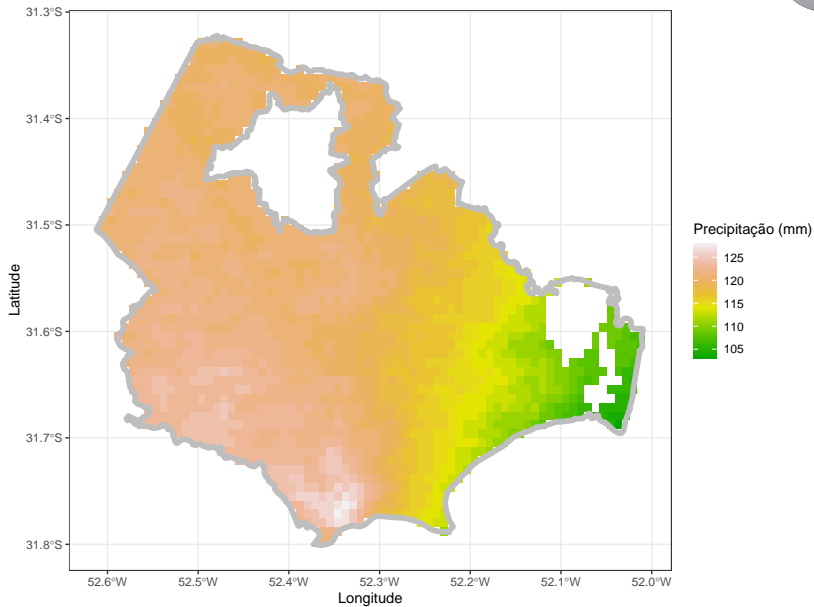 31.3°S
31.4°S
31.5°S
31.6°S
31.7°S
31.8°S
Latitude
52.6°W
52.5°W
52.4°W
52.3°W
52.2°W
52.1°W
52.0°W
Longitude
Precipitação (mm)
125
120
115
110
105